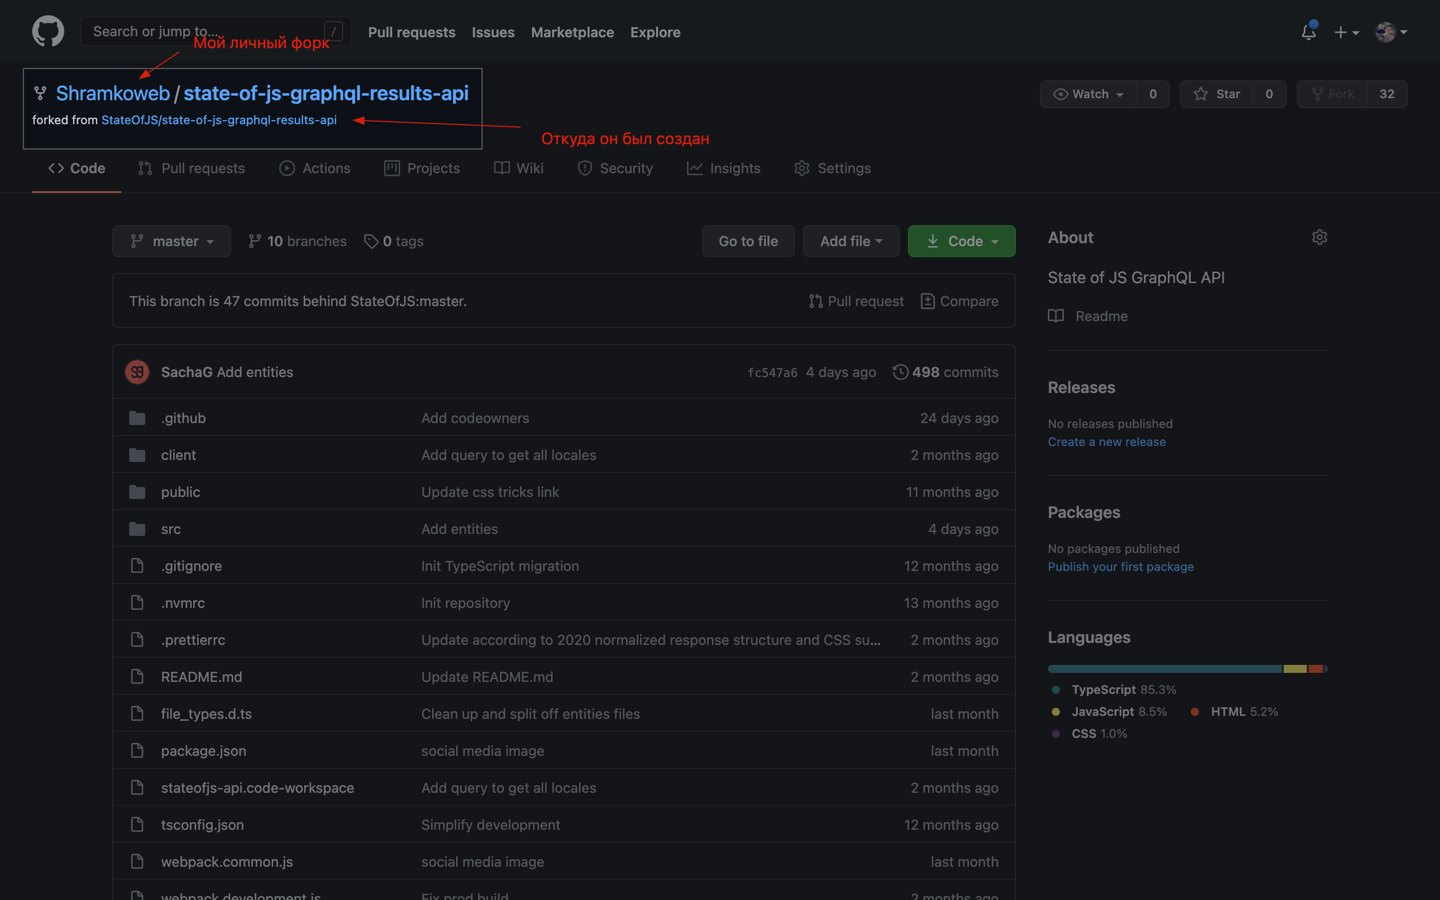 Search or jump to... /
Pull requests Issues Marketplace Explore
Мой личный форк
Shramkoweb / state-of-js-graphql-results-api
forked from StateOfJS/state-of-js-graphql-results-api
Откуда он был создан
Watch 0 Star 0 Fork 32
Code Pull requests Actions Projects Wiki Security Insights Settings
master 10 branches 0 tags Go to file Add file Code
This branch is 47 commits behind StateOfJS:master. Pull request Compare
SachaG Add entities fc547a6 4 days ago 498 commits
.github Add codeowners 24 days ago
client Add query to get all locales 2 months ago
public Update css tricks link 11 months ago
src Add entities 4 days ago
.gitignore Init TypeScript migration 12 months ago
.nvmrc Init repository 13 months ago
.prettierrc Update according to 2020 normalized response structure and CSS su... 2 months ago
README.md Update README.md 2 months ago
file_types.d.ts Clean up and split off entities files last month
package.json social media image last month
stateofjs-api.code-workspace Add query to get all locales 2 months ago
tsconfig.json Simplify development 12 months ago
webpack.common.js social media image last month
webpack.development.js Fix prod build 2 months ago
About
State of JS GraphQL API
Readme
Releases
No releases published
Create a new release
Packages
No packages published
Publish your first package
Languages
TypeScript 85.3%
JavaScript 8.5% HTML 5.2%
CSS 1.0%